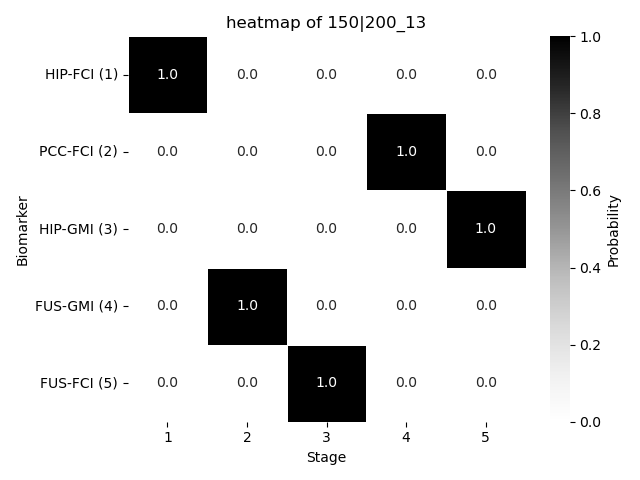 heatmap of 150|200_13
Biomarker
HIP-FCI (1) 1.0 0.0 0.0 0.0 0.0
PCC-FCI (2) 0.0 0.0 0.0 1.0 0.0
HIP-GMI (3) 0.0 0.0 0.0 0.0 1.0
FUS-GMI (4) 0.0 1.0 0.0 0.0 0.0
FUS-FCI (5) 0.0 0.0 1.0 0.0 0.0
1 2 3 4 5
Stage
1.0
0.8
0.6
0.4
0.2
0.0
Probability